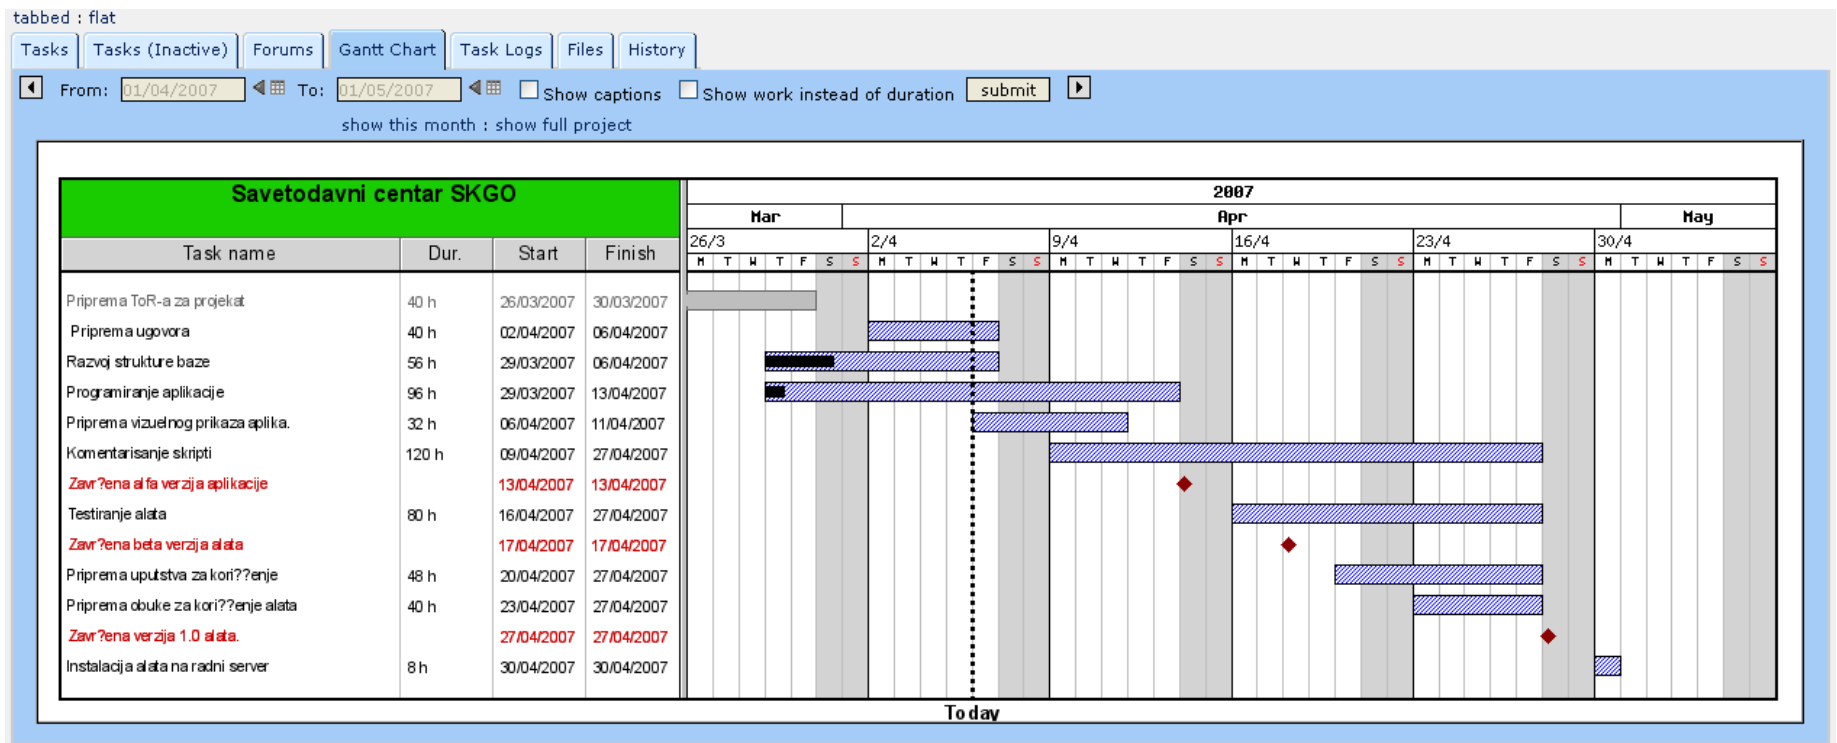 tabbed : flat
Tasks Tasks (Inactive) Forums Gantt Chart Task Logs Files History
From: 01/04/2007 To: 01/05/2007 Show captions Show work instead of duration submit
show this month : show full project
Savetodavni centar SKGO
2007
Mar Apr May
Task name Dur. Start Finish
26/3 2/4 9/4 16/4 23/4 30/4
M T W T F S S M T W T F S S M T W T F S S M T W T F S S M T W T F S S M T W T F S S
Priprema ToR-a za projekat 40 h 26/03/2007 30/03/2007
Priprema ugovora 40 h 02/04/2007 06/04/2007
Razvoj strukture baze 56 h 29/03/2007 06/04/2007
Programiranje aplikacije 96 h 29/03/2007 13/04/2007
Priprema vizuelnog prikaza aplika. 32 h 06/04/2007 11/04/2007
Komentarisanje skripti 120 h 09/04/2007 27/04/2007
Zavr?ena alfa verzija aplikacije 13/04/2007 13/04/2007
Testiranje alata 80 h 16/04/2007 27/04/2007
Zavr?ena beta verzija alata 17/04/2007 17/04/2007
Priprema uputstva za kori??enje 48 h 20/04/2007 27/04/2007
Priprema obuke za kori??enje alata 40 h 23/04/2007 27/04/2007
Zavr?ena verzija 1.0 alata. 27/04/2007 27/04/2007
Instalacija alata na radni server 8 h 30/04/2007 30/04/2007
Today